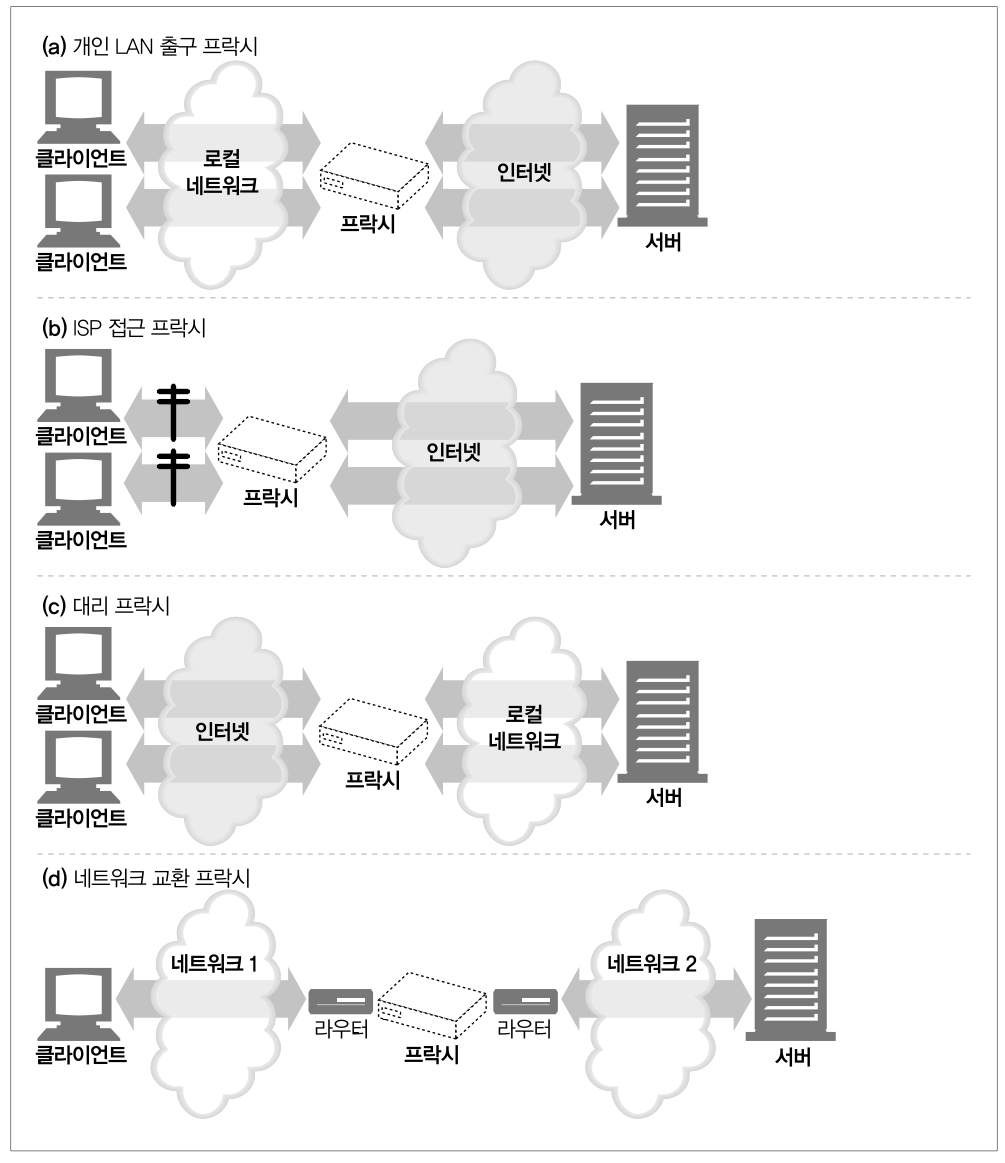 (a) 개인 LAN 출구 프락시
클라이언트
로컬
네트워크
인터넷
프락시
서버
클라이언트
(b) ISP 접근 프락시
클라이언트
인터넷
프락시
서버
클라이언트
(c) 대리 프락시
클라이언트
인터넷
로컬
네트워크
프락시
서버
클라이언트
(d) 네트워크 교환 프락시
네트워크 1
네트워크 2
클라이언트
라우터
프락시
라우터
서버